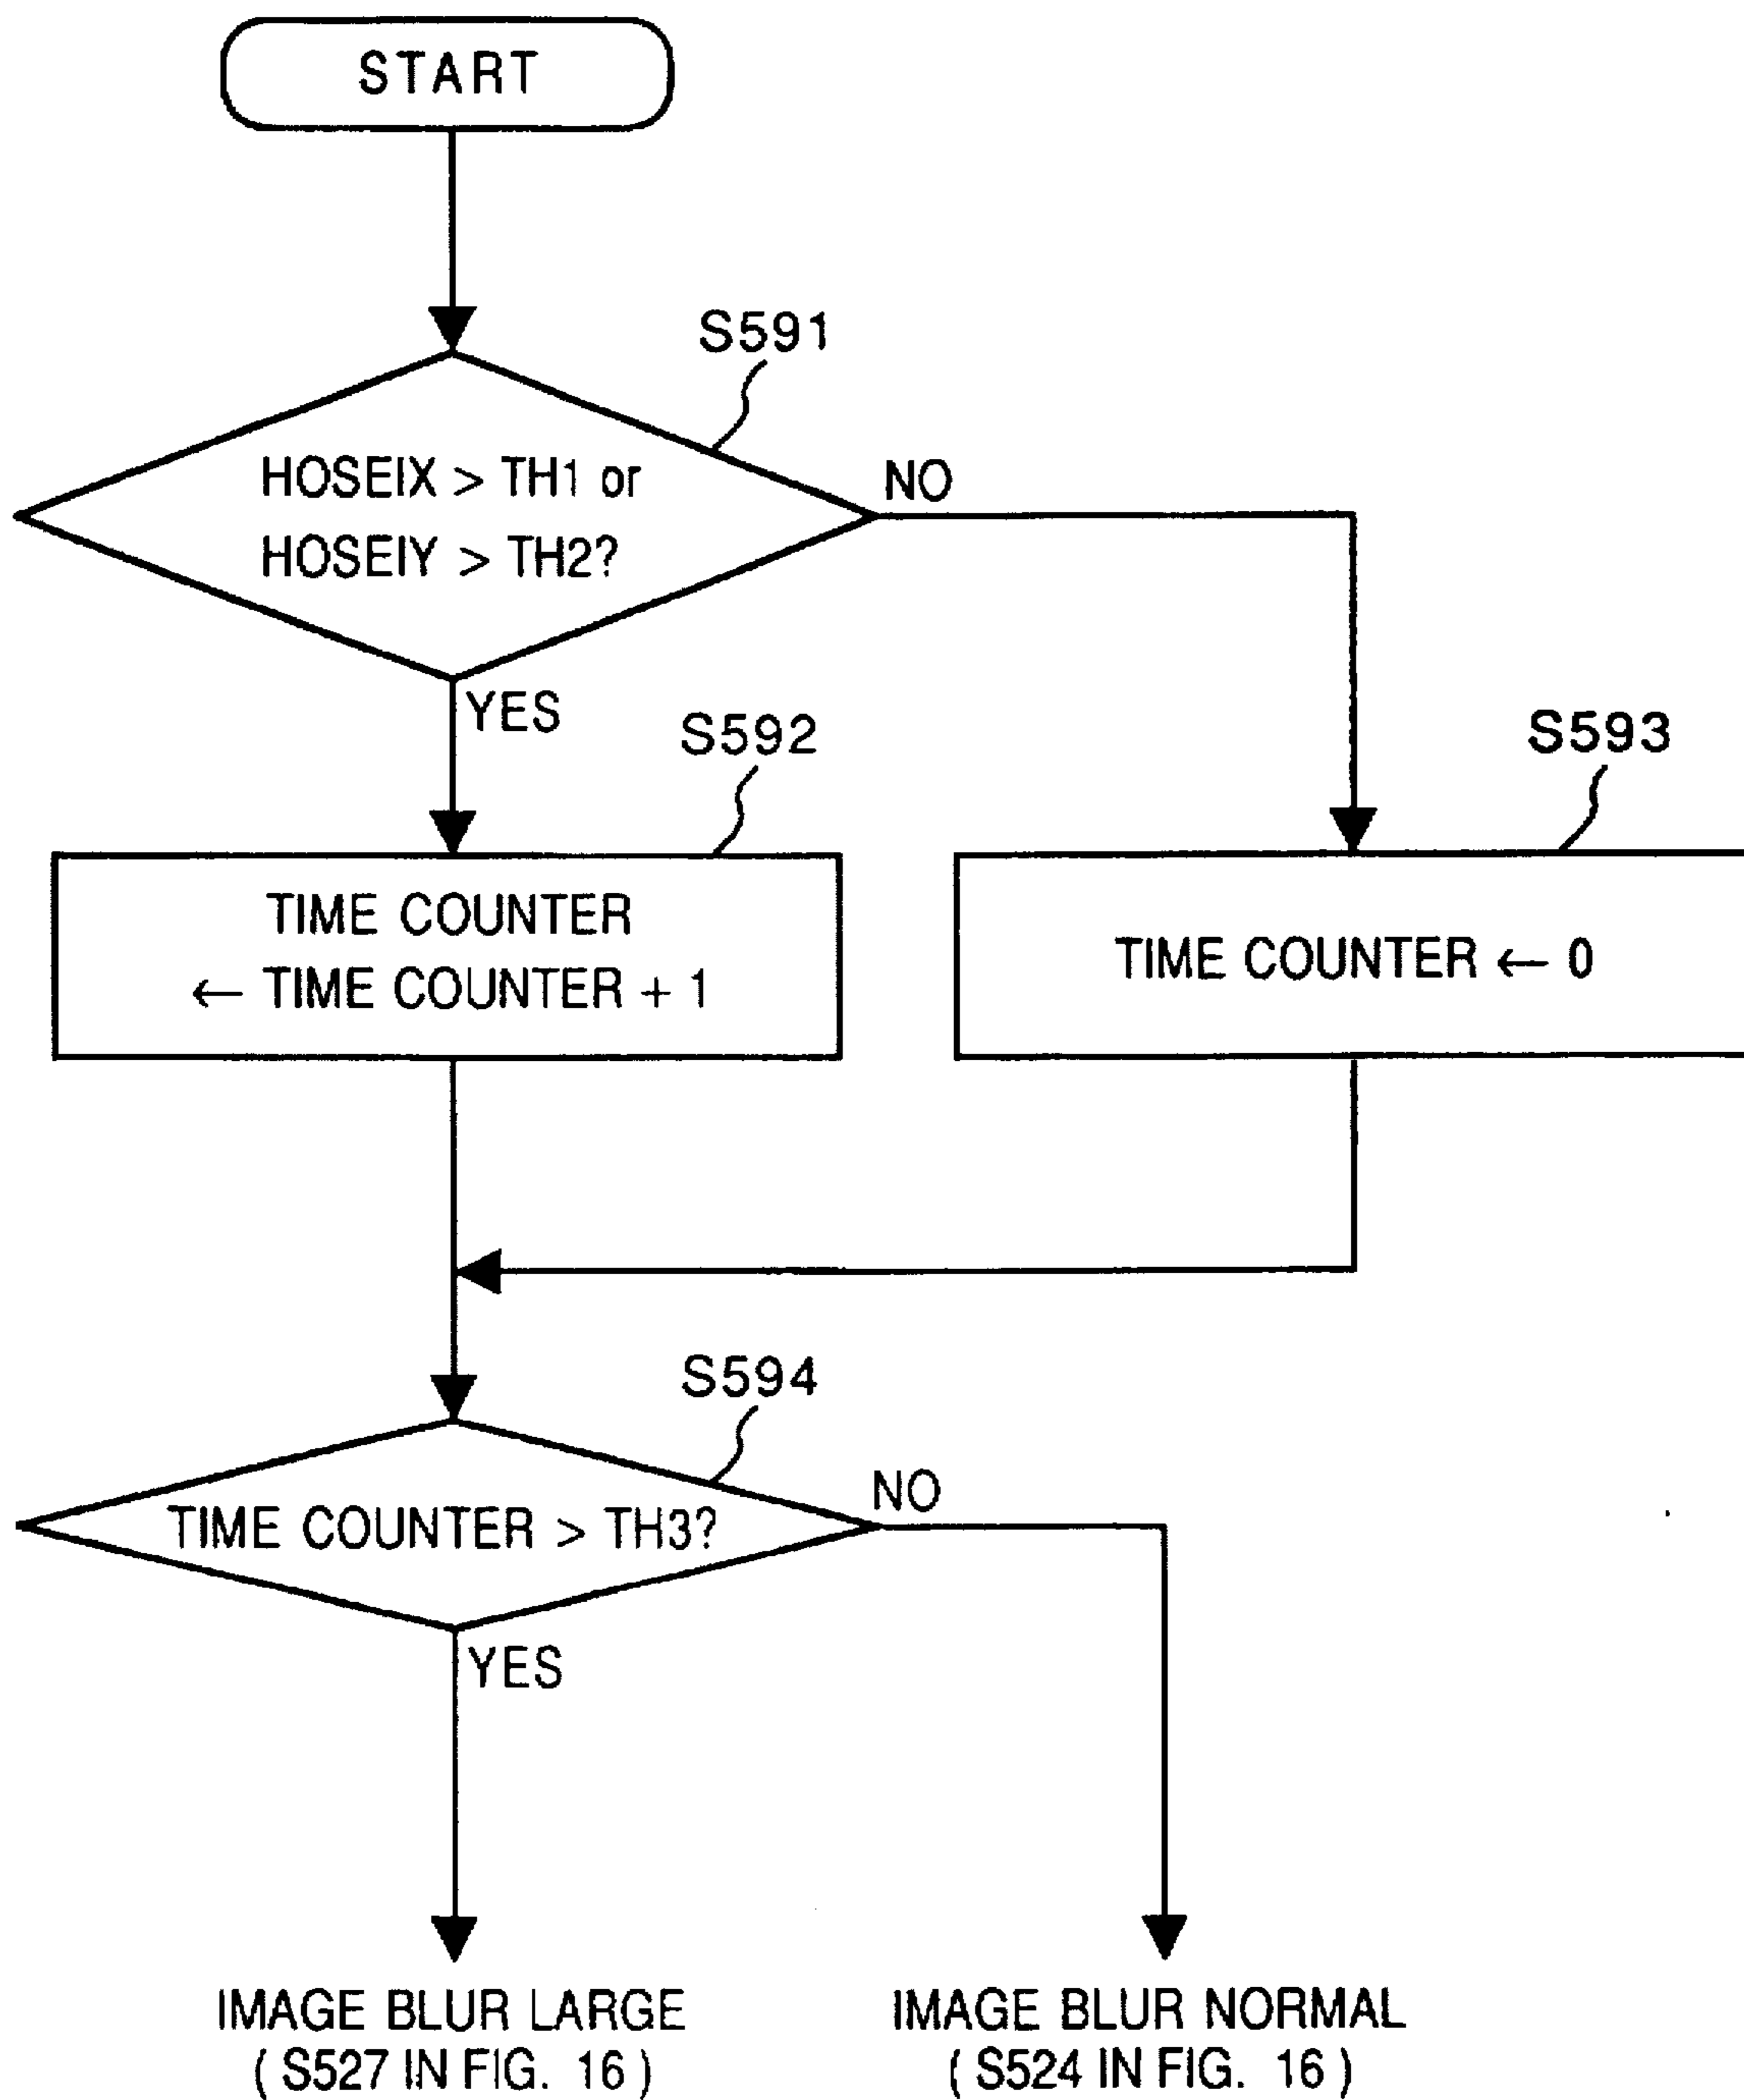 START
S591
HOSEIX > TH1 or
HOSEIY > TH2?
NO
YES
S592
S593
TIME COUNTER
← TIME COUNTER + 1
TIME COUNTER ← 0
S594
TIME COUNTER > TH3?
NO
YES
IMAGE BLUR LARGE
( S527 IN FIG. 16 )
IMAGE BLUR NORMAL
( S524 IN FIG. 16 )